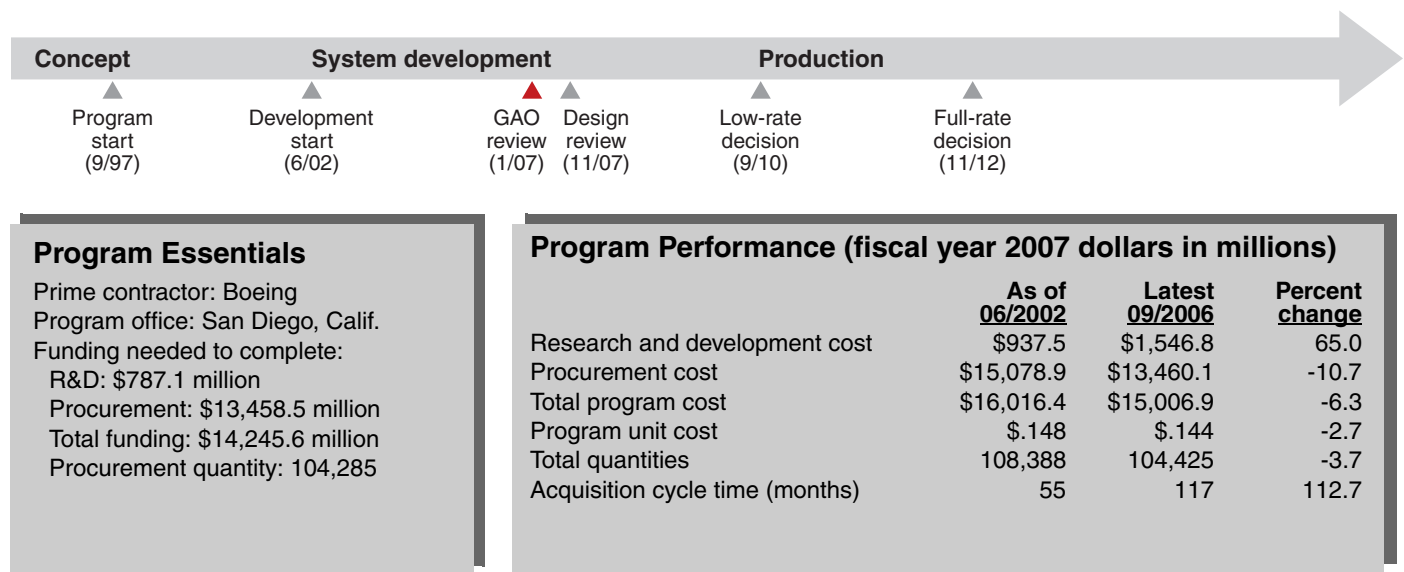 Concept System development Production
Program start (9/97)
Development start (6/02)
GAO review (1/07)
Design review (11/07)
Low-rate decision (9/10)
Full-rate decision (11/12)
Program Essentials
Prime contractor: Boeing
Program office: San Diego, Calif.
Funding needed to complete:
R&D: $787.1 million
Procurement: $13,458.5 million
Total funding: $14,245.6 million
Procurement quantity: 104,285
Program Performance (fiscal year 2007 dollars in millions)
As of 06/2002 Latest 09/2006 Percent change
Research and development cost $937.5 $1,546.8 65.0
Procurement cost $15,078.9 $13,460.1 -10.7
Total program cost $16,016.4 $15,006.9 -6.3
Program unit cost $.148 $.144 -2.7
Total quantities 108,388 104,425 -3.7
Acquisition cycle time (months) 55 117 112.7